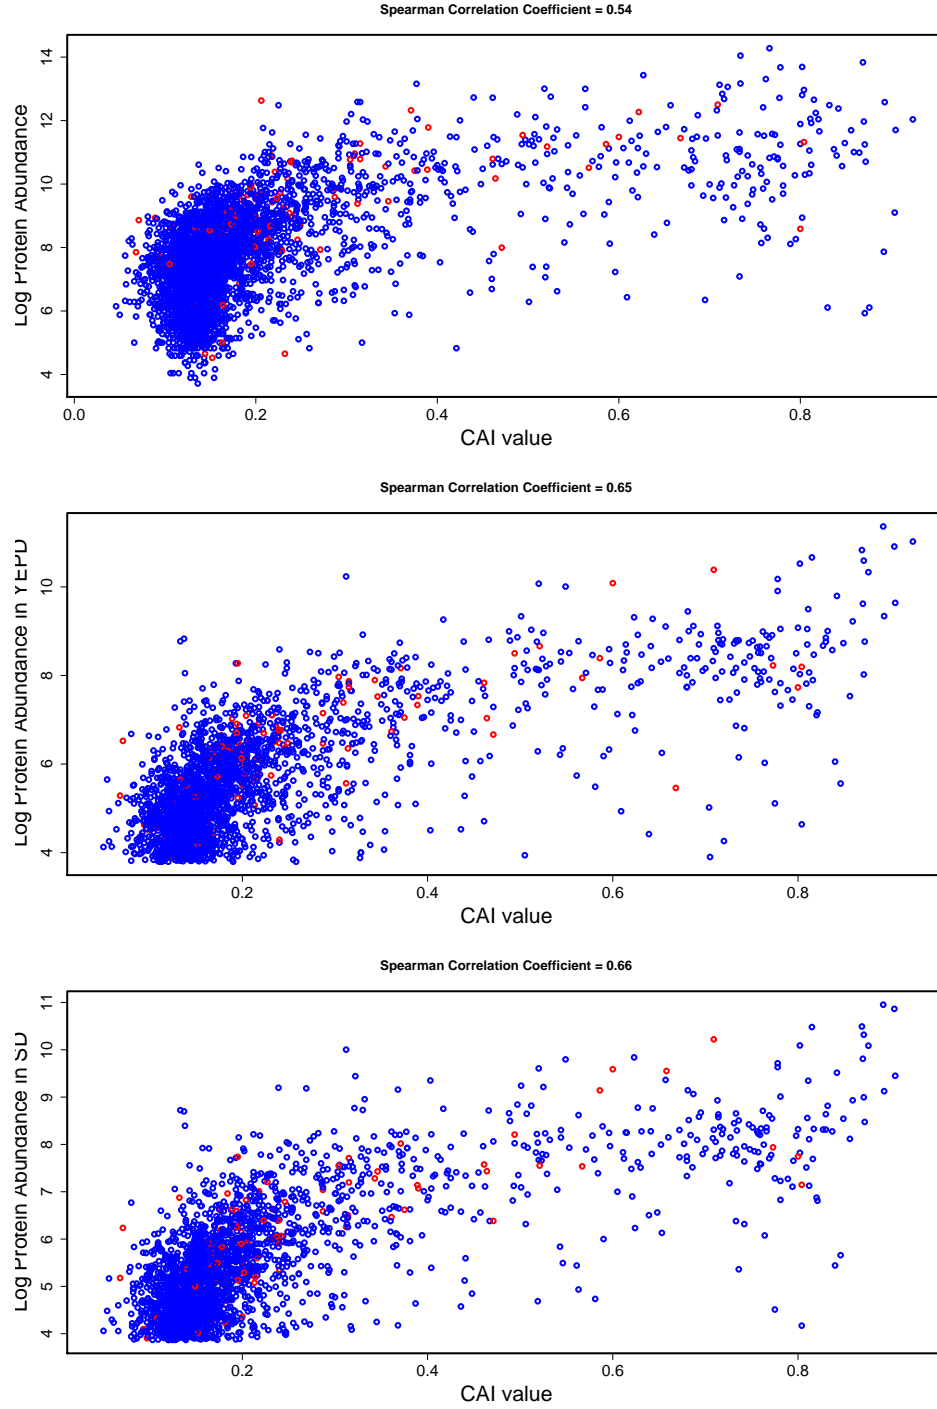 Spearman Correlation Coefficient = 0.54
Log Protein Abundance
14
12
10
8
6
4
0.0 0.2 0.4 0.6 0.8
CAI value
Spearman Correlation Coefficient = 0.65
Log Protein Abundance in YEPD
10
8
6
4
0.2 0.4 0.6 0.8
CAI value
Spearman Correlation Coefficient = 0.66
Log Protein Abundance in SD
11
10
9
8
7
6
5
4
0.2 0.4 0.6 0.8
CAI value